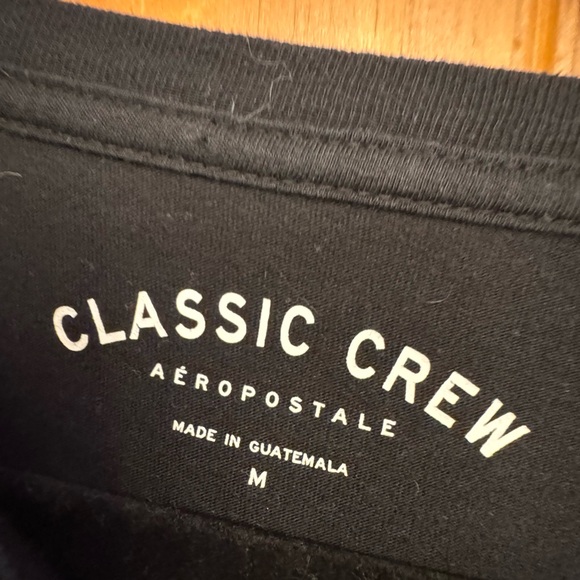 CLASSIC CREW
AÉROPOSTALE
MADE IN GUATEMALA
M